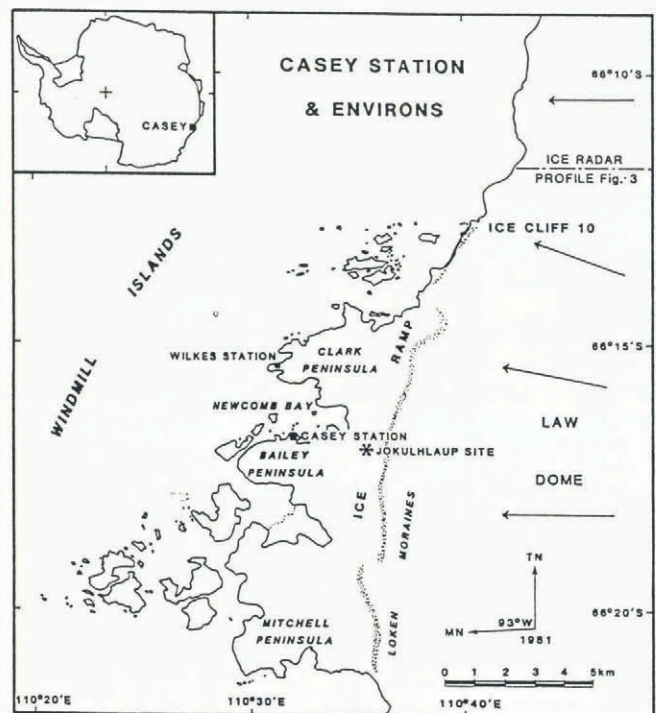 CASEY STATION
& ENVIRONS
CASEY
66°10'S
ICE RADAR
PROFILE Fig. 3
ICE CLIFF 10
ISLANDS
WINDMILL
RAMP
66°15'S
CLARK
PENINSULA
WILKES STATION
NEWCOMB BAY
CASEY STATION
JOKULHLAUP SITE
BAILEY
PENINSULA
LAW
DOME
ICE
MORAINES
LOKEN
TN
93°W
MN
1981
66°20'S
MITCHELL
PENINSULA
0 1 2 3 4 5km
110°20'E
110°30'E
110°40'E